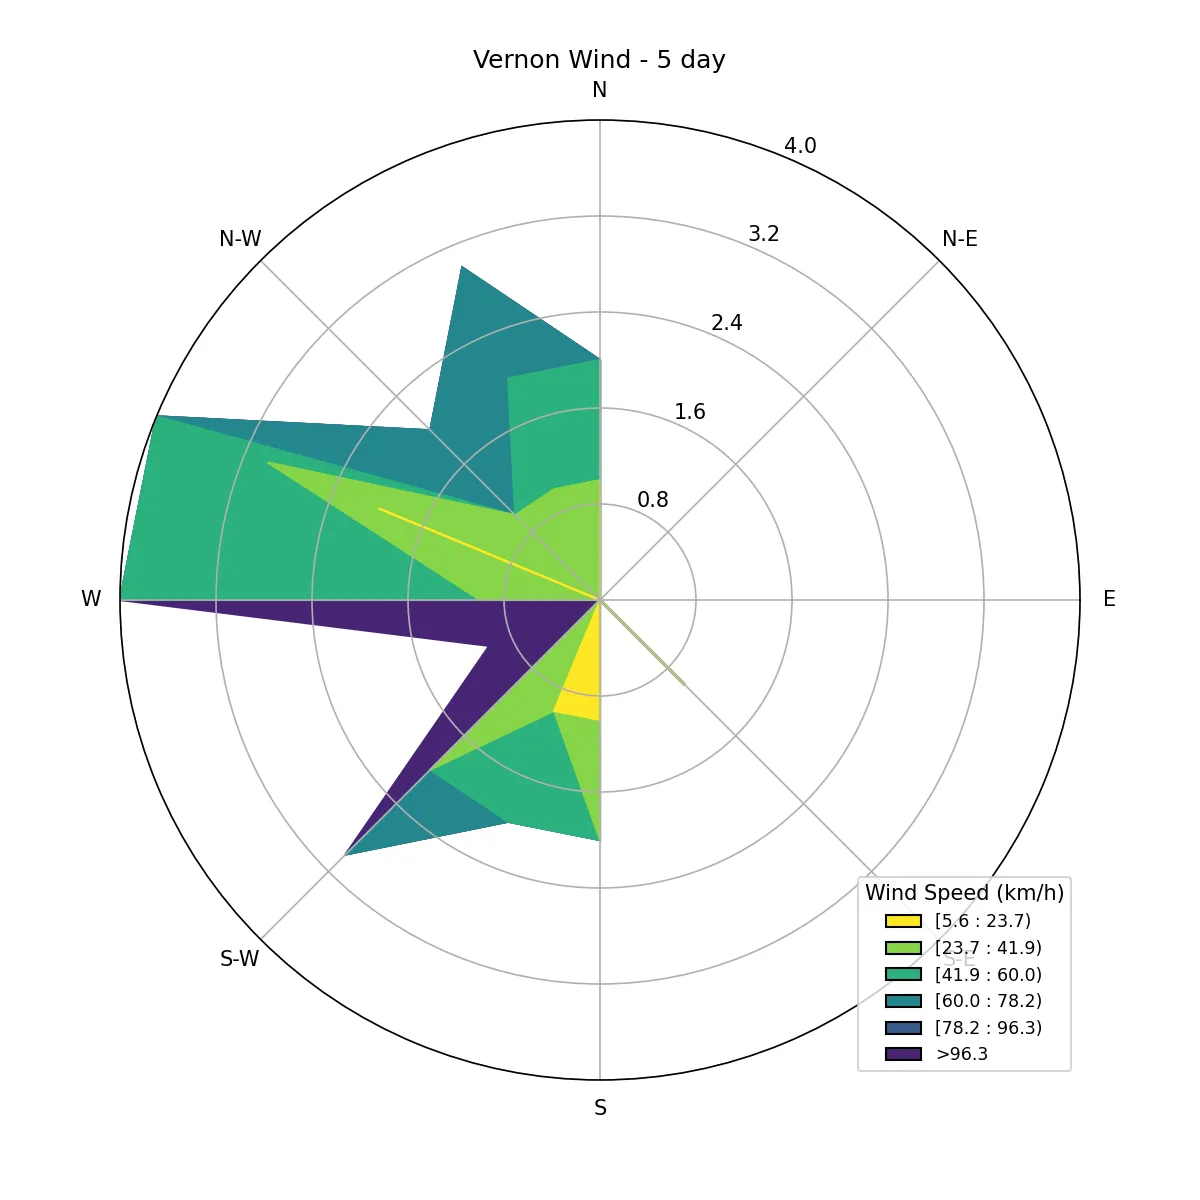 Vernon Wind - 5 day
N
4.0
N-W
3.2
N-E
2.4
1.6
0.8
W
E
Wind Speed (km/h)
[5.6 : 23.7)
[23.7 : 41.9)
S-W
S-E
[41.9 : 60.0)
[60.0 : 78.2)
[78.2 : 96.3)
>96.3
S